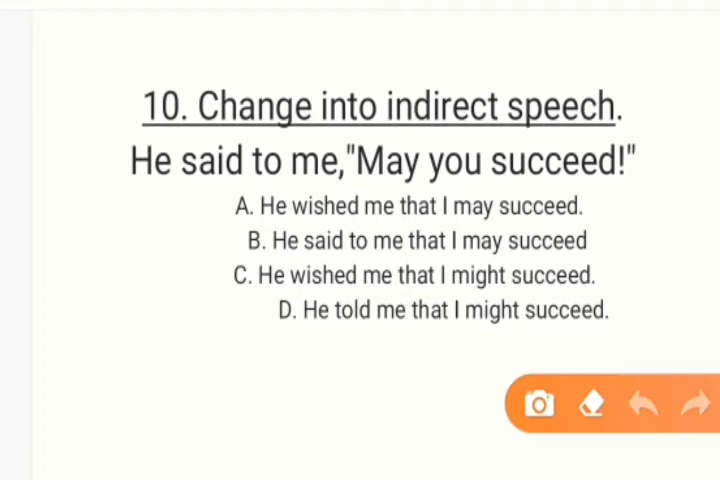 10. Change into indirect speech.
He said to me,"May you succeed!"
A. He wished me that I may succeed.
B. He said to me that I may succeed
C. He wished me that I might succeed.
D. He told me that I might succeed.